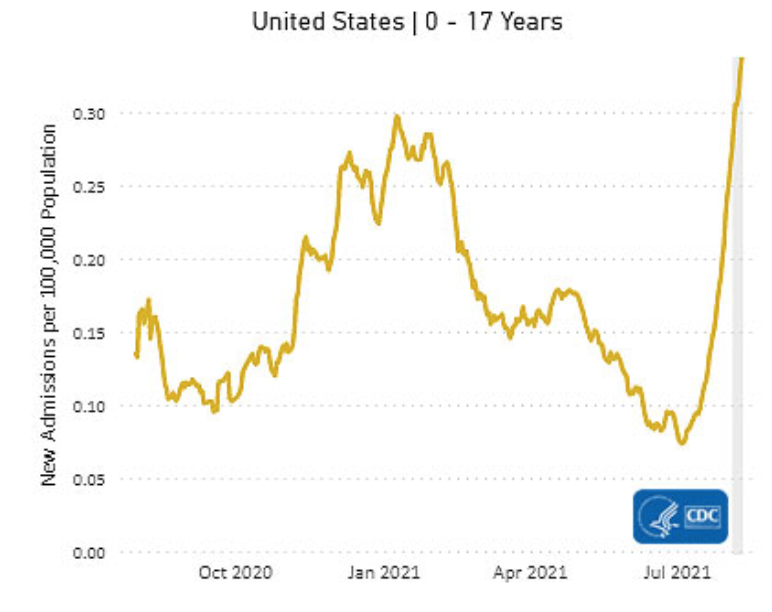 United States | 0 - 17 Years
New Admissions per 100,000 Population
0.30
0.25
0.20
0.15
0.10
0.05
0.00
CDC
Oct 2020 Jan 2021 Apr 2021 Jul 2021